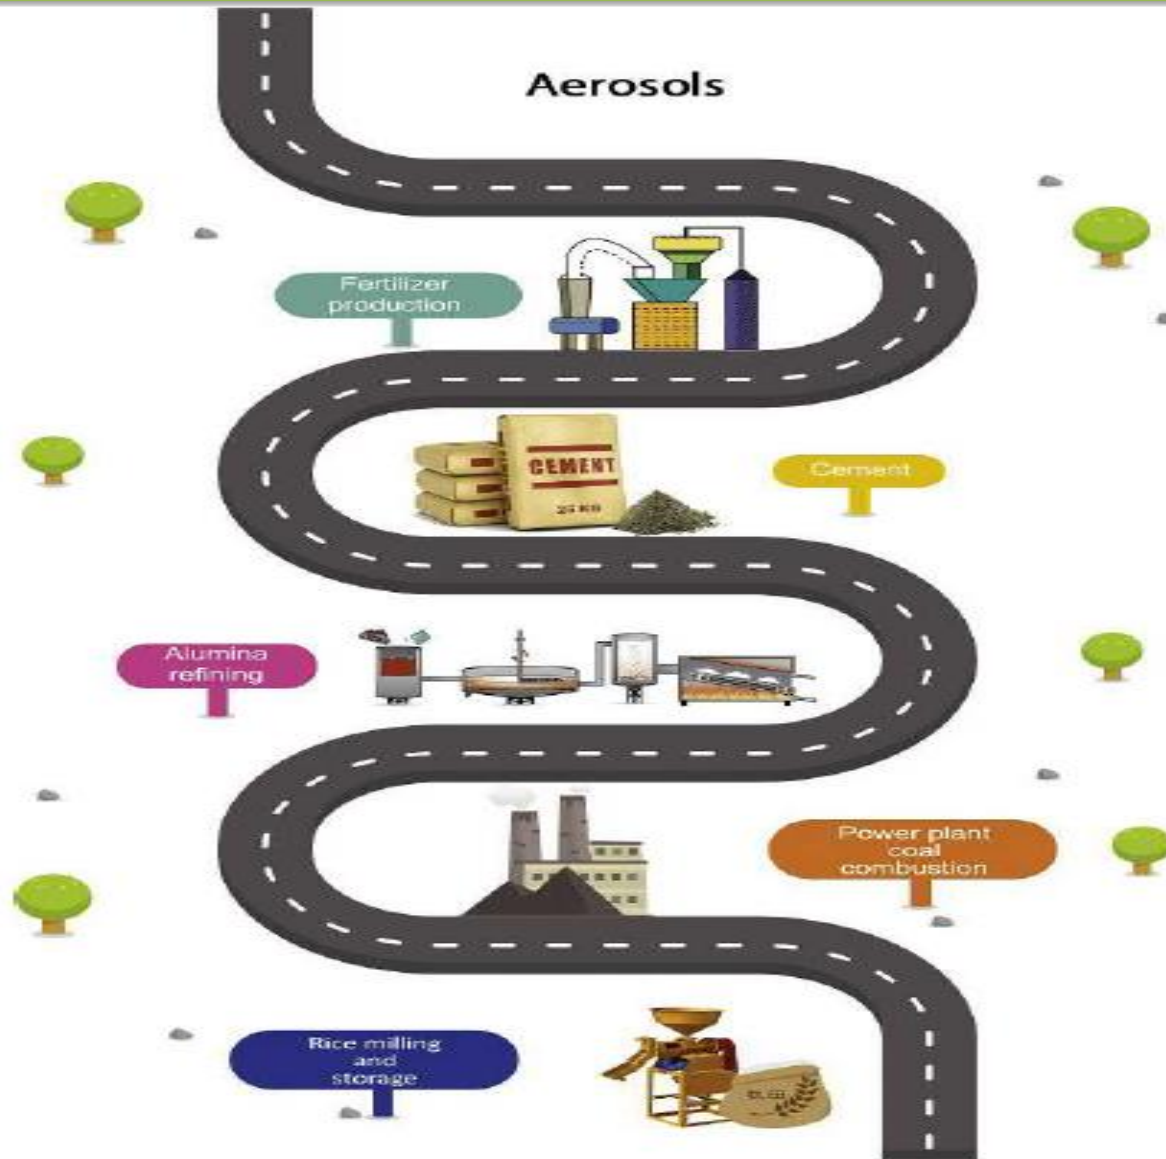 Aerosols
Fertilizer
production
CEMENT
25 KG
Cement
Alumina
refining
Power plant
coal
combustion
Rice milling
and
storage